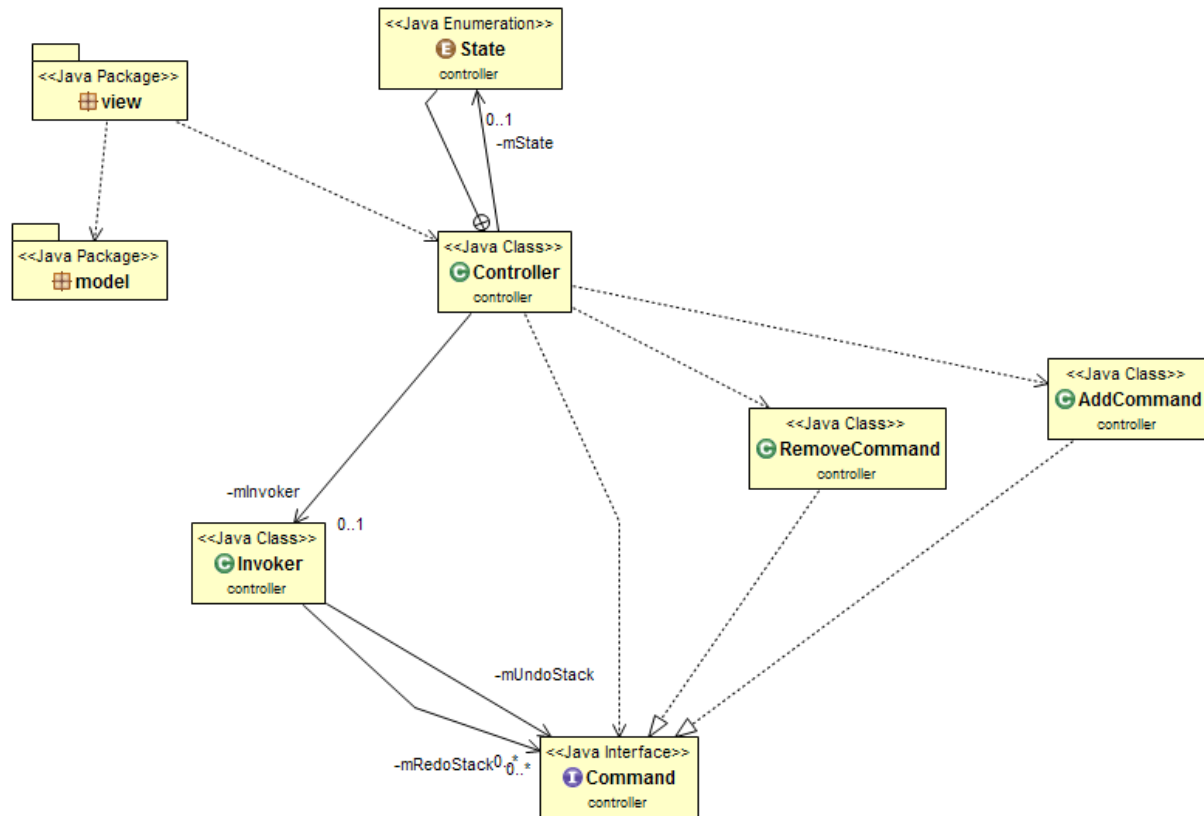 <<Java Enumeration>>
E State
controller
<<Java Package>>
view
0..1
-mState
<<Java Package>>
model
<<Java Class>>
C Controller
controller
<<Java Class>>
C AddCommand
controller
<<Java Class>>
C RemoveCommand
controller
-mInvoker
0..1
<<Java Class>>
C Invoker
controller
-mUndoStack
-mRedoStack
0..*
0..*
<<Java Interface>>
I Command
controller